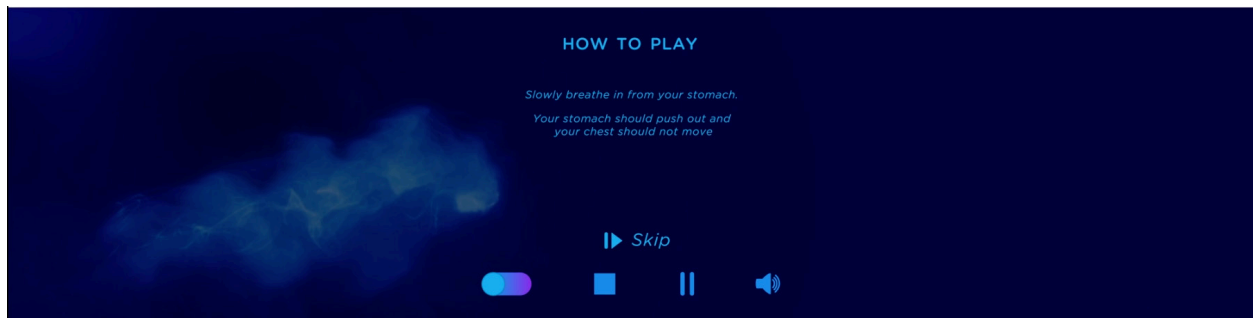 HOW TO PLAY
Slowly breathe in from your stomach.
Your stomach should push out and
your chest should not move
Skip